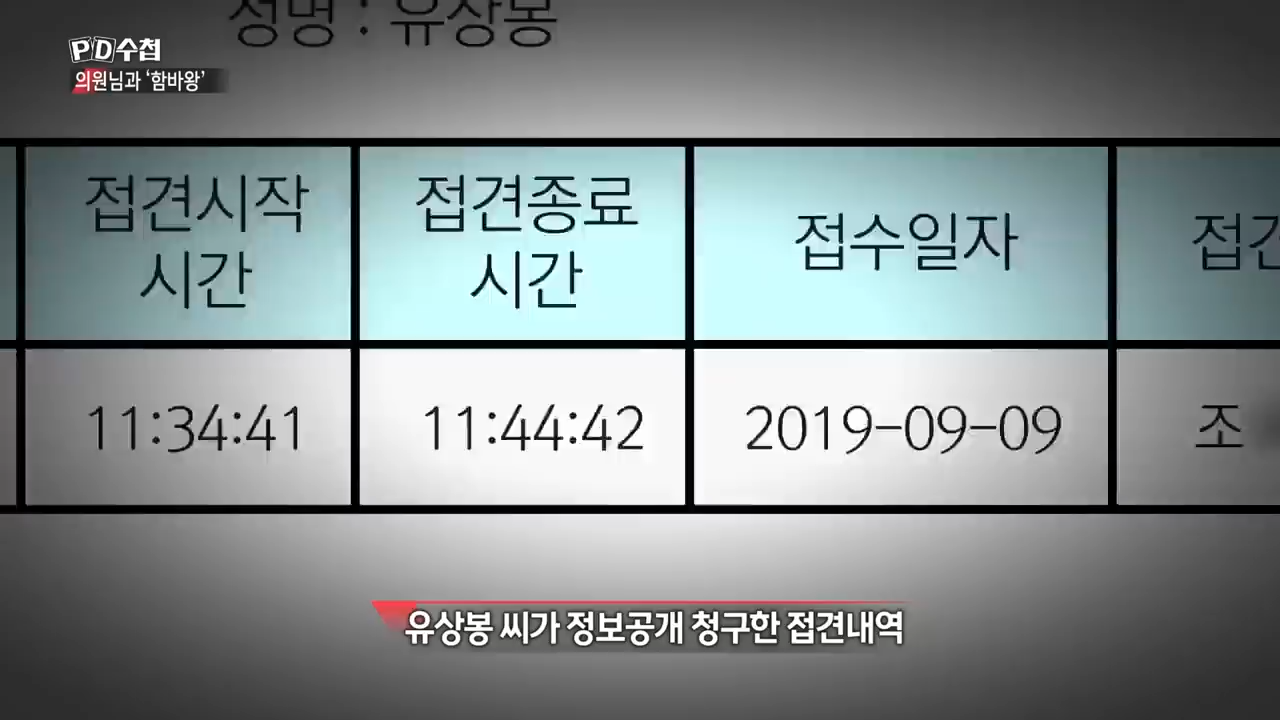 성명 : 유상봉
PD수첩
의원님과 ‘함바왕’
접견시작
시간
접견종료
시간
접수일자
접견
11:34:41
11:44:42
2019-09-09
조
유상봉 씨가 정보공개 청구한 접견내역